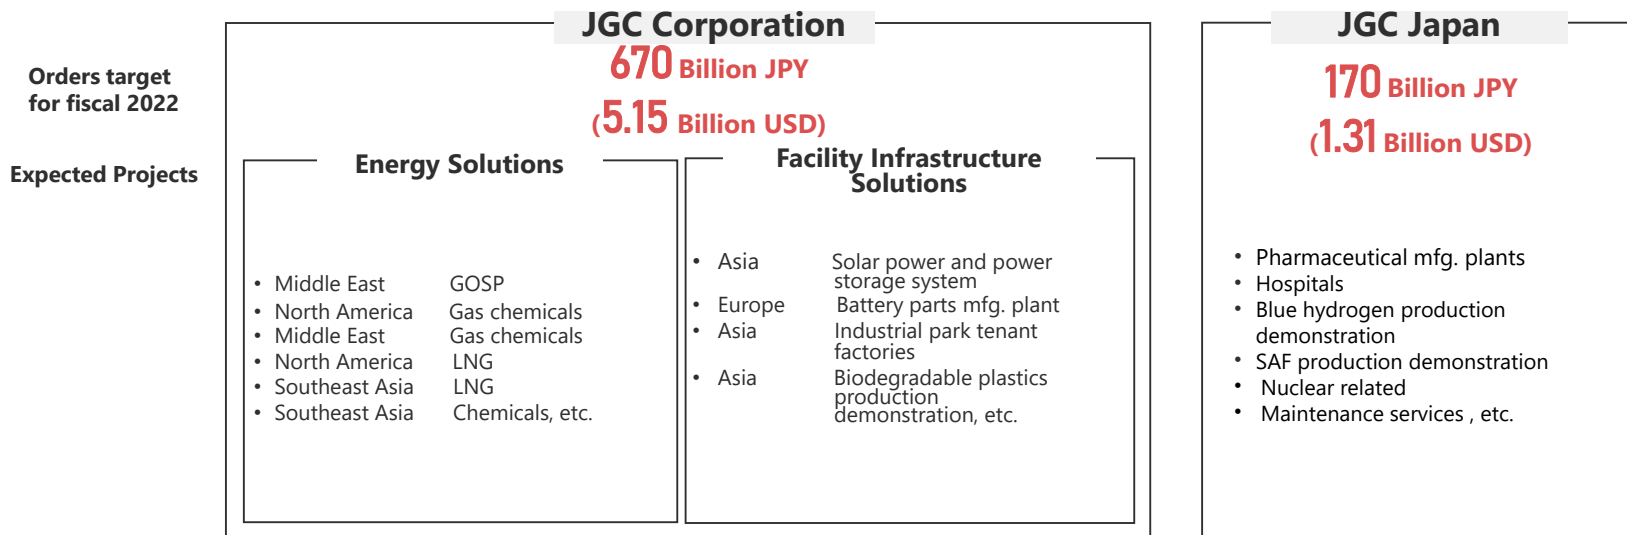 JGC Corporation
670 Billion JPY
(5.15 Billion USD)
JGC Japan
170 Billion JPY
(1.31 Billion USD)
Orders target
for fiscal 2022
Expected Projects
Energy Solutions
• Middle East GOSP
• North America Gas chemicals
• Middle East Gas chemicals
• North America LNG
• Southeast Asia LNG
• Southeast Asia Chemicals, etc.
Facility Infrastructure
Solutions
• Asia Solar power and power
storage system
• Europe Battery parts mfg. plant
• Asia Industrial park tenant
factories
• Asia Biodegradable plastics
production
demonstration, etc.
• Pharmaceutical mfg. plants
• Hospitals
• Blue hydrogen production
demonstration
• SAF production demonstration
• Nuclear related
• Maintenance services , etc.